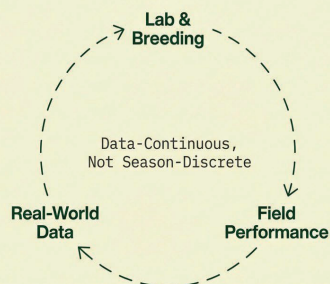 Lab &
Breeding
Data-Continuous,
Not Season-Discrete
Real-World
Data
Field
Performance